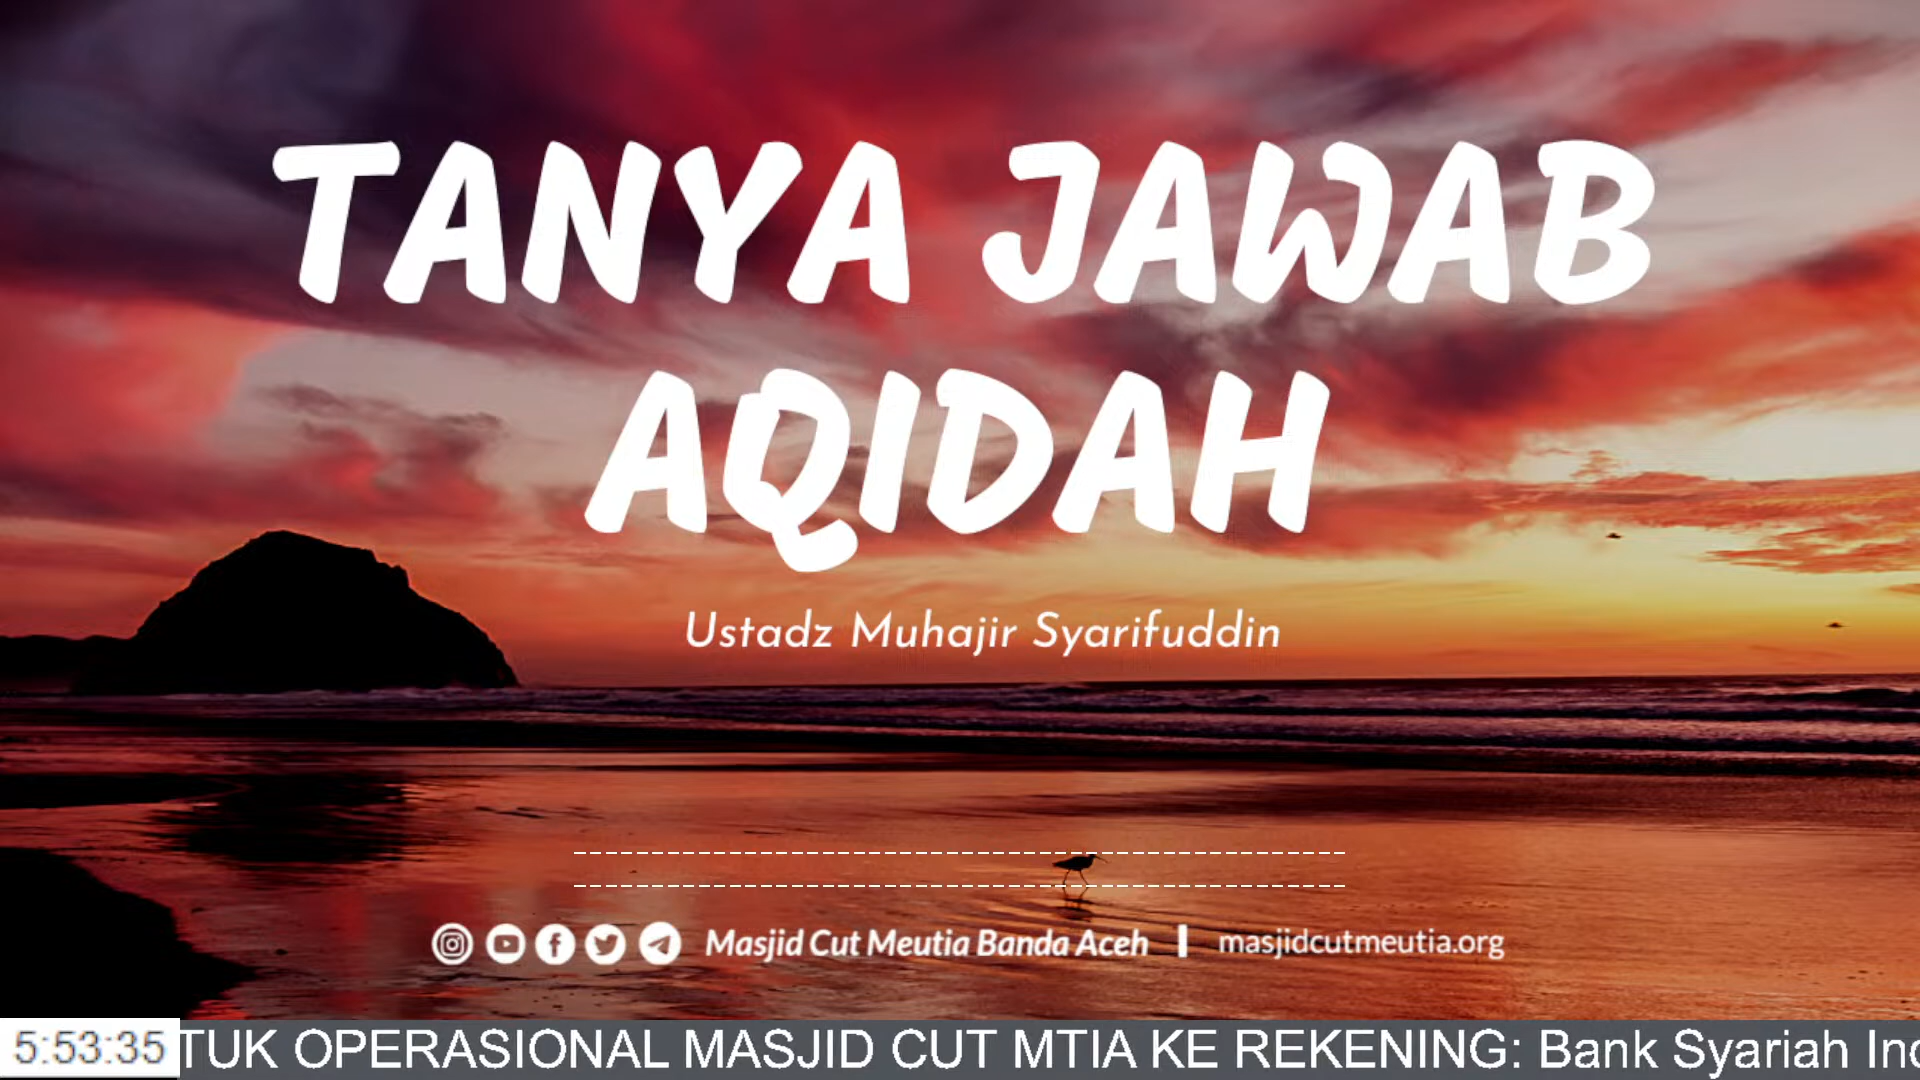 TANYA JAWAB
AQIDAH
Ustadz Muhajir Syarifuddin
Masjid Cut Meutia Banda Aceh | masjidcutmeutia.org
5:53:35 TUK OPERASIONAL MASJID CUT MTIA KE REKENING: Bank Syariah